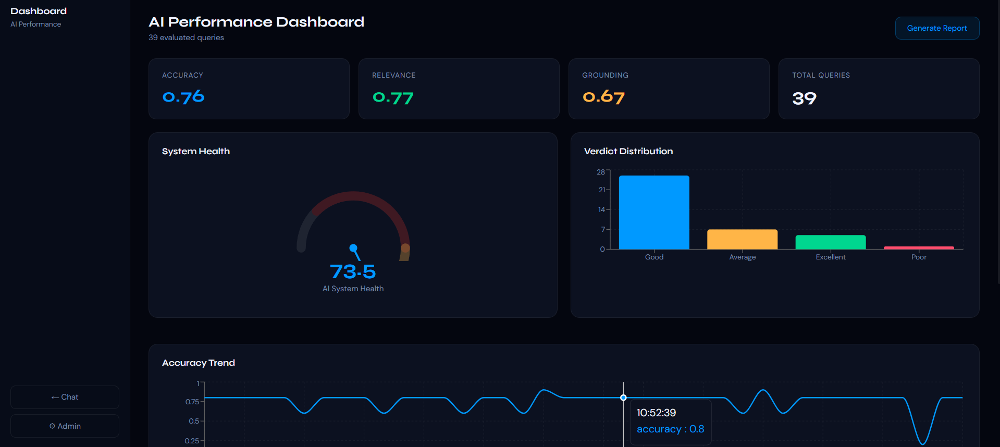 Dashboard
AI Performance
← Chat
⚙ Admin
AI Performance Dashboard
39 evaluated queries
Generate Report
ACCURACY
0.76
RELEVANCE
0.77
GROUNDING
0.67
TOTAL QUERIES
39
System Health
73.5
AI System Health
Verdict Distribution
28
21
14
7
0
Good Average Excellent Poor
Accuracy Trend
1
0.75
0.5
0.25
10:52:39
accuracy : 0.8